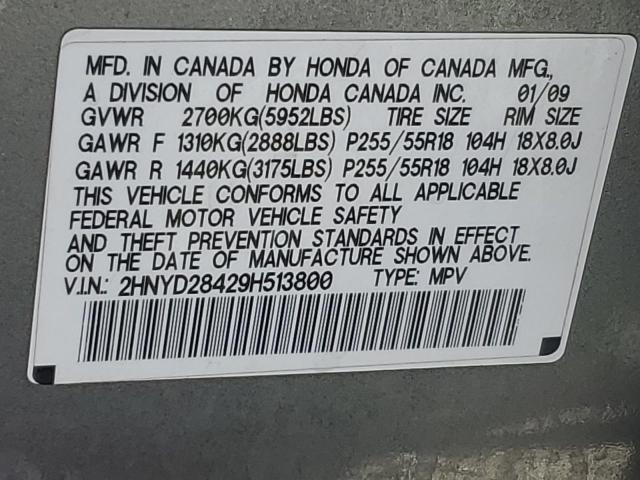 MFD. IN CANADA BY HONDA OF CANADA MFG.,
A DIVISION OF HONDA CANADA INC. 01/09
GVWR 2700KG(5952LBS) TIRE SIZE RIM SIZE
GAWR F 1310KG(2888LBS) P255/55R18 104H 18X8.0J
GAWR R 1440KG(3175LBS) P255/55R18 104H 18X8.0J
THIS VEHICLE CONFORMS TO ALL APPLICABLE
FEDERAL MOTOR VEHICLE SAFETY
AND THEFT PREVENTION STANDARDS IN EFFECT
ON THE DATE OF MANUFACTURE SHOWN ABOVE.
V.I.N.: 2HNYD28429H513800 TYPE: MPV